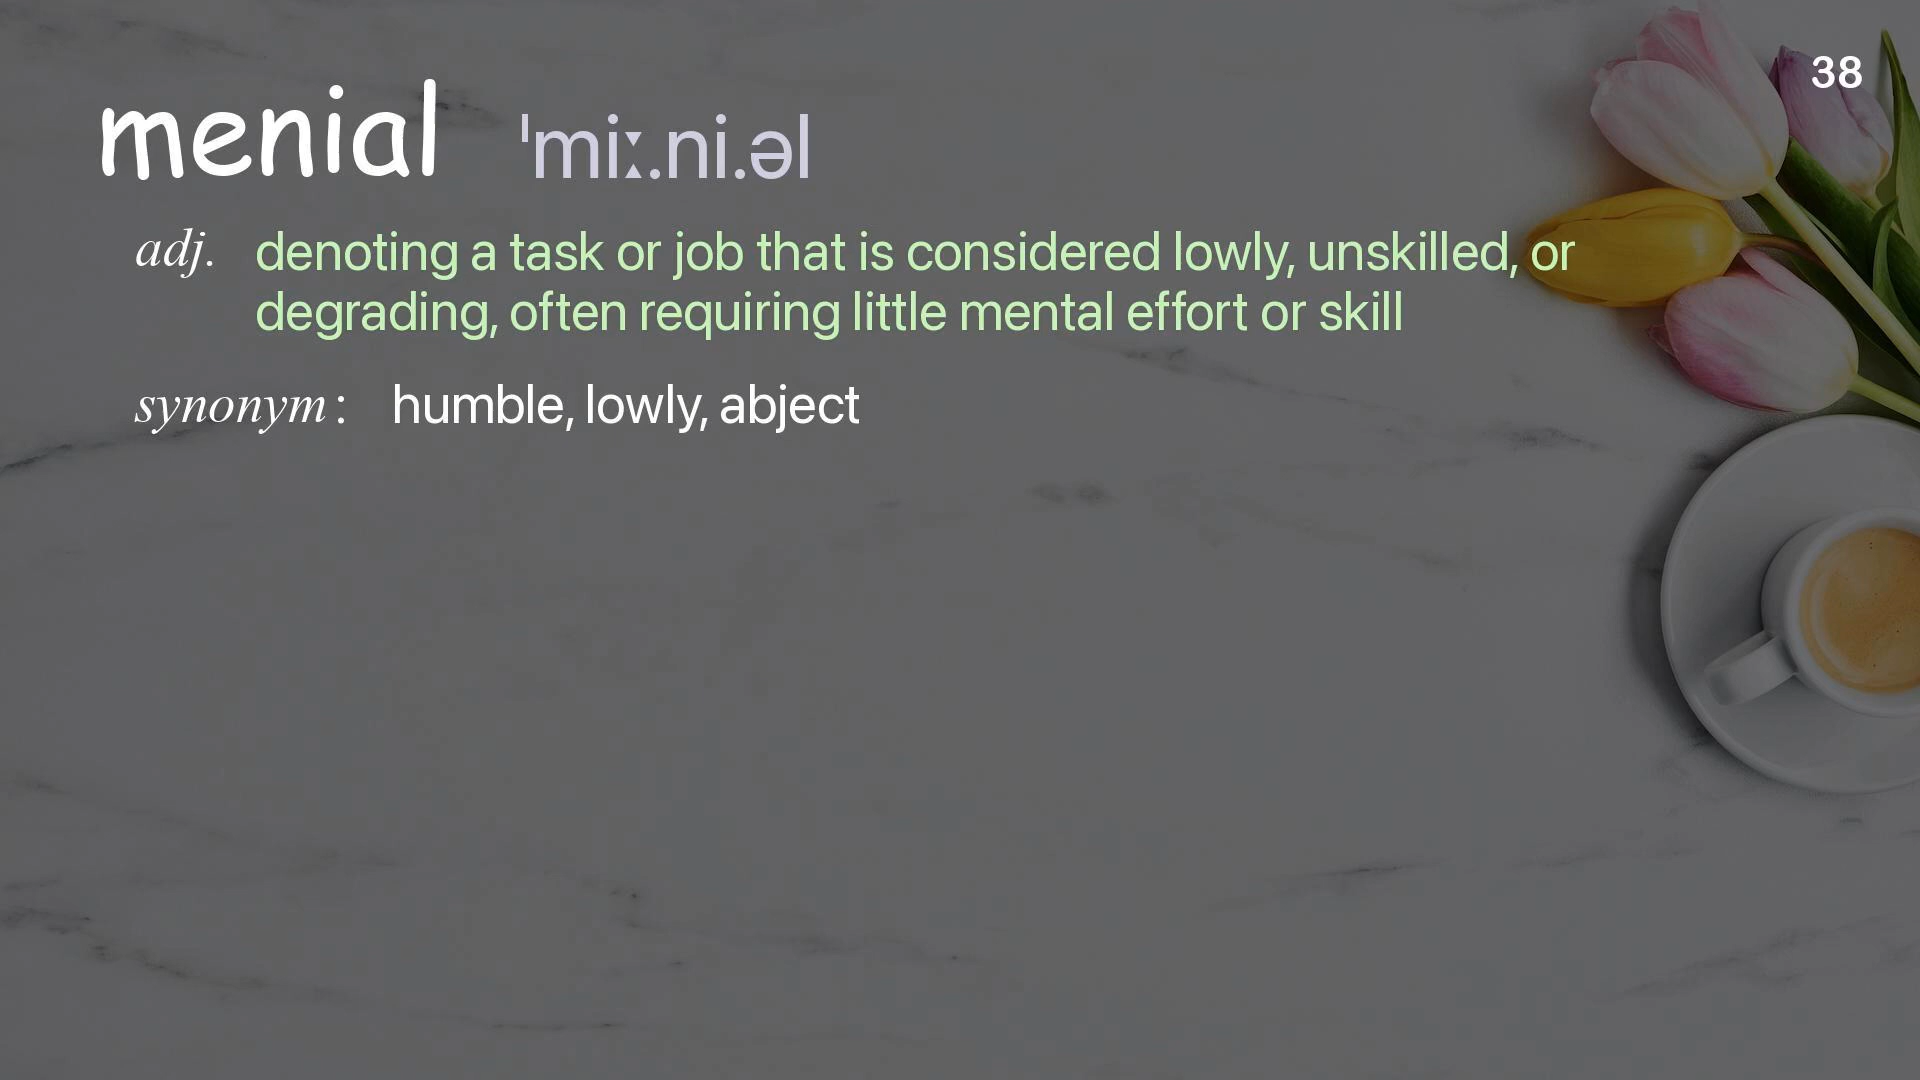 38
menial ˈmiː.ni.əl
adj. denoting a task or job that is considered lowly, unskilled, or
degrading, often requiring little mental effort or skill
synonym: humble, lowly, abject